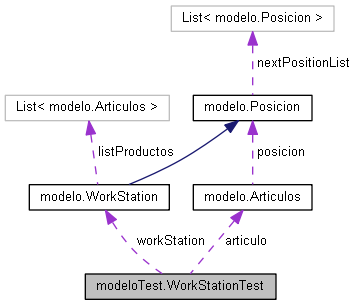 List< modelo.Posicion >
nextPositionList
List< modelo.Articulos >
modelo.Posicion
listProductos
posicion
modelo.WorkStation
modelo.Articulos
workStation
articulo
modeloTest.WorkStationTest